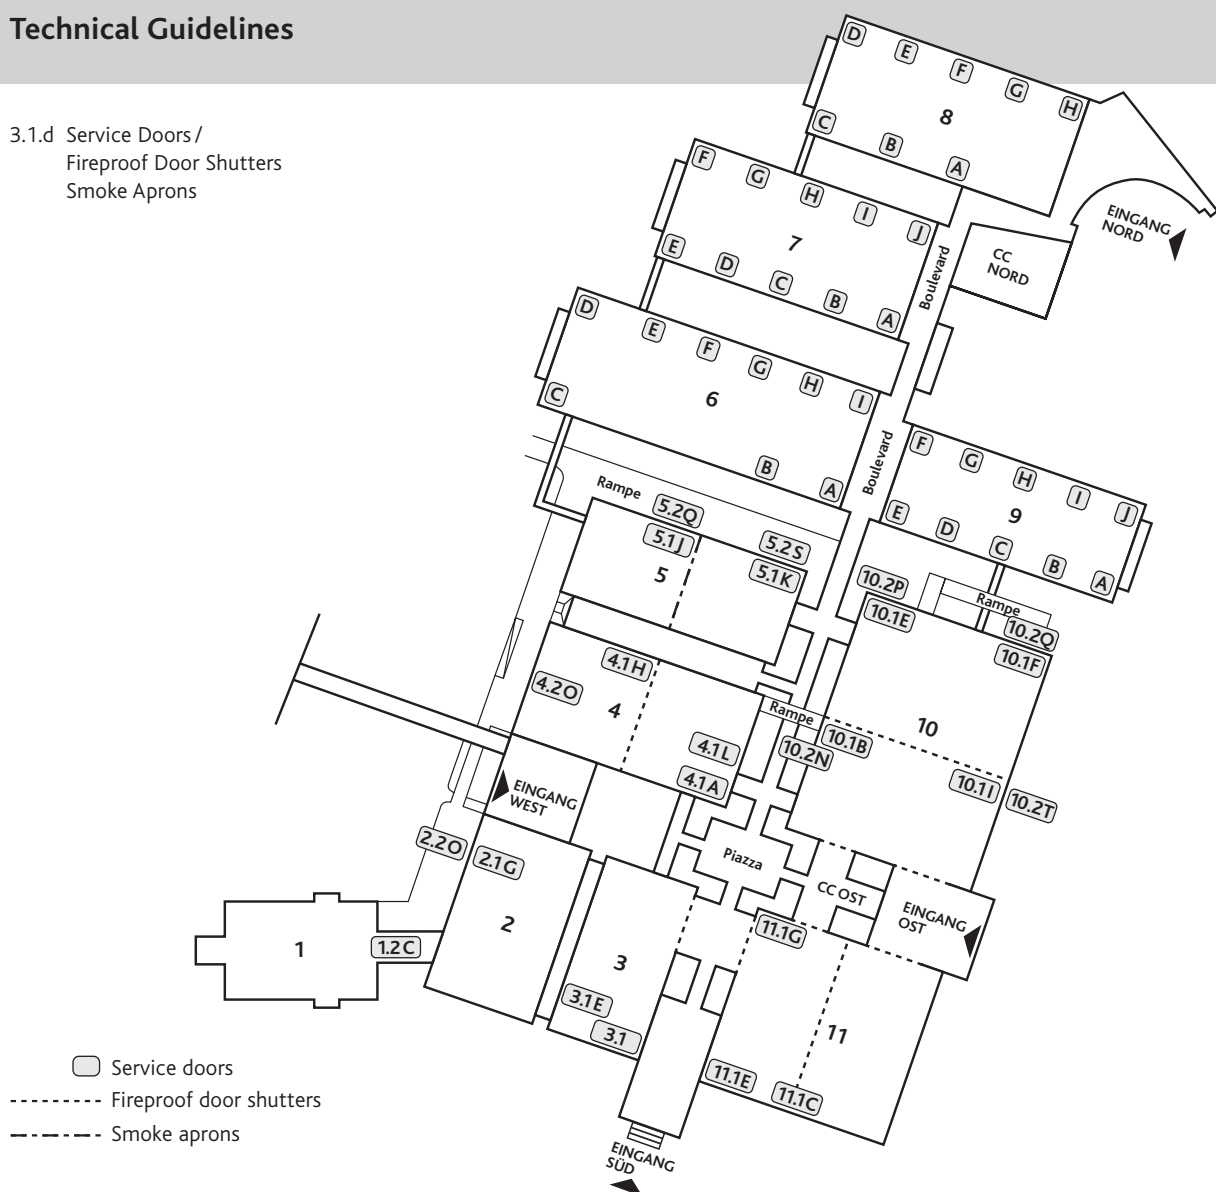 Technical Guidelines
3.1.d Service Doors /
Fireproof Door Shutters
Smoke Aprons
D
E
F
G
H
8
C
B
A
EINGANG
NORD
F
G
H
I
J
7
E
D
C
B
A
Boulevard
CC
NORD
D
E
F
G
H
I
6
C
B
A
Boulevard
F
G
H
I
J
9
E
D
C
B
A
Rampe
5.2Q
5.1J
5.2S
5.1K
5
10.2P
10.1E
Rampe
10.2Q
10.1F
4.1H
4.2O
4
4.1L
4.1A
Rampe
10.2N
10.1B
10
10.1I
10.2T
EINGANG
WEST
2.2O
2.1G
2
Piazza
CC OST
EINGANG
OST
1
1.2C
3
3.1E
3.1
11.1G
11
11.1E
11.1C
Service doors
Fireproof door shutters
Smoke aprons
EINGANG
SÜD